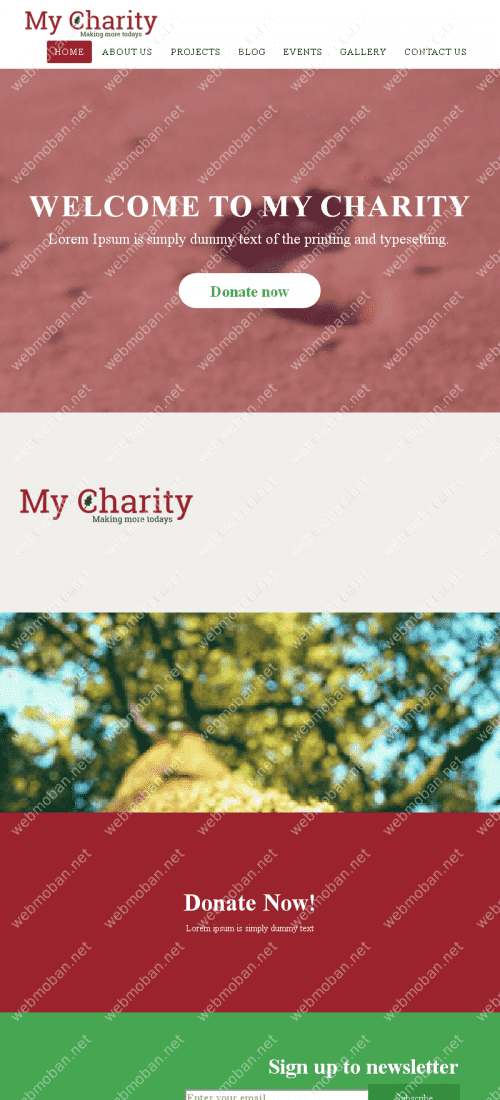 My Charity
Making more todays
HOME ABOUT US PROJECTS BLOG EVENTS GALLERY CONTACT US
WELCOME TO MY CHARITY
Lorem Ipsum is simply dummy text of the printing and typesetting.
Donate now
My Charity
Making more todays
Donate Now!
Lorem ipsum is simply dummy text
Sign up to newsletter
Enter your email
Subscribe
webmoban.net